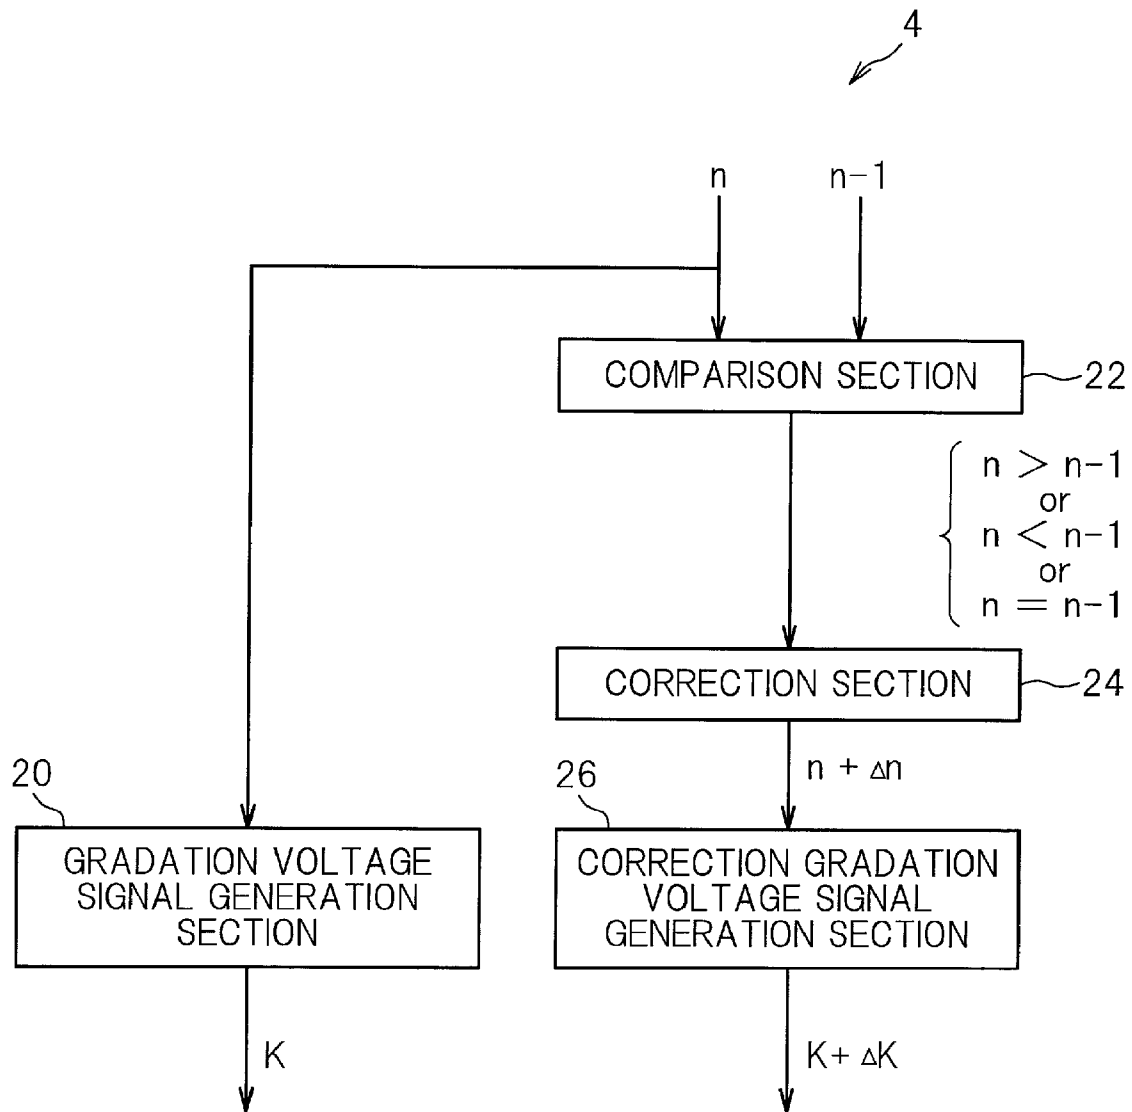 4
n
n-1
COMPARISON SECTION
22
n > n-1
or
n < n-1
or
n = n-1
CORRECTION SECTION
24
n + Δn
20
GRADATION VOLTAGE
SIGNAL GENERATION
SECTION
26
CORRECTION GRADATION
VOLTAGE SIGNAL
GENERATION SECTION
K
K+ ΔK